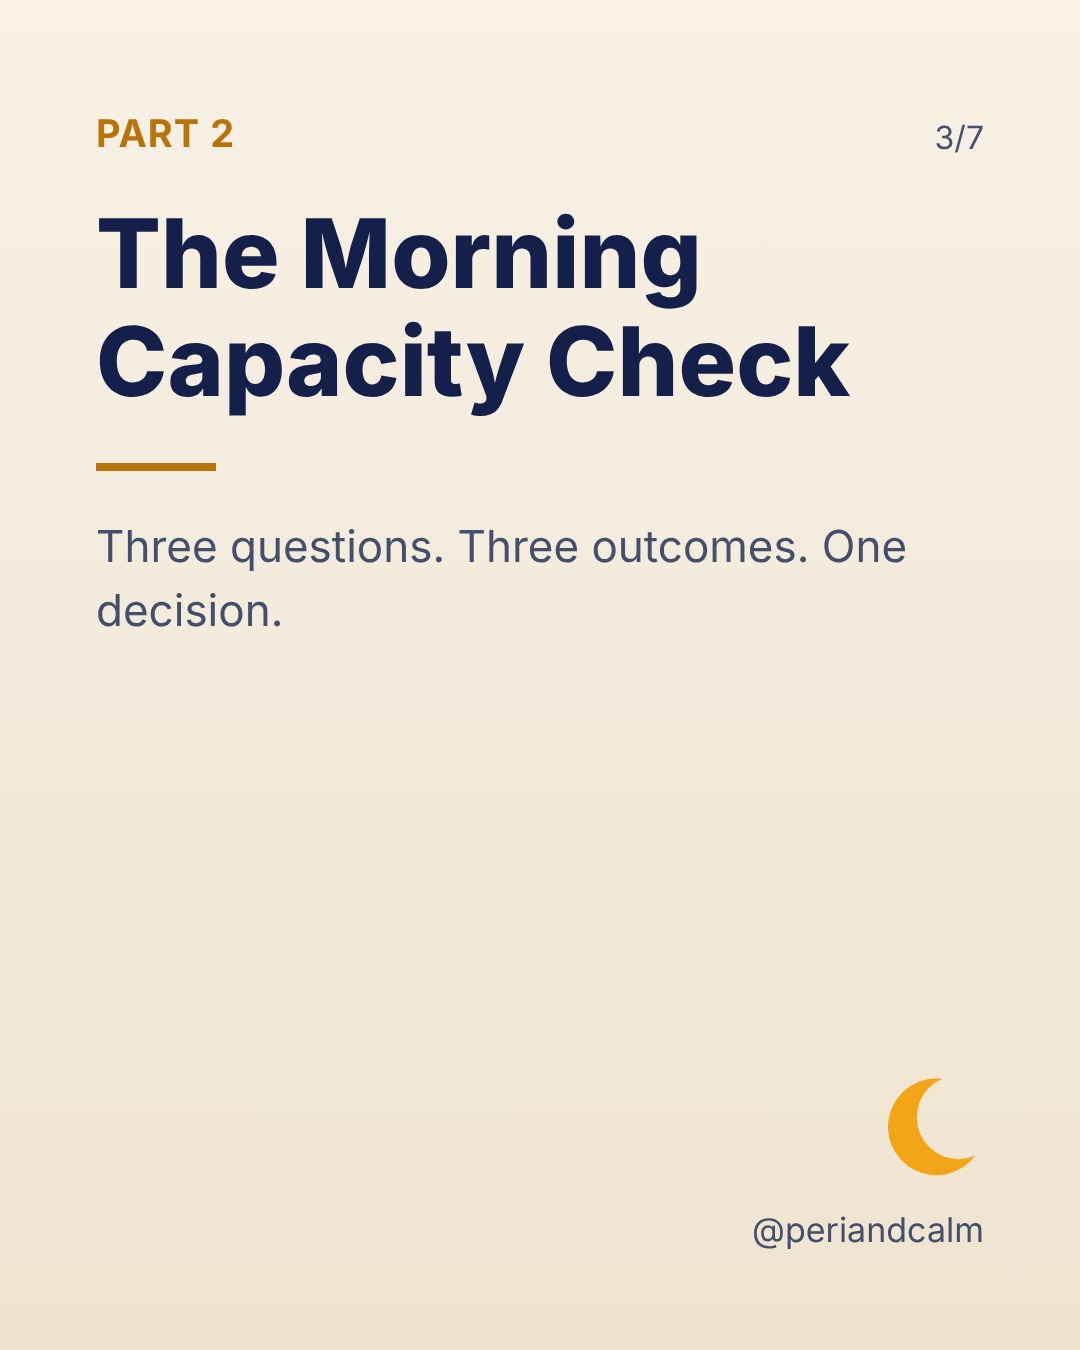 PART 2
3/7
The Morning
Capacity Check
Three questions. Three outcomes. One
decision.
@periandcalm